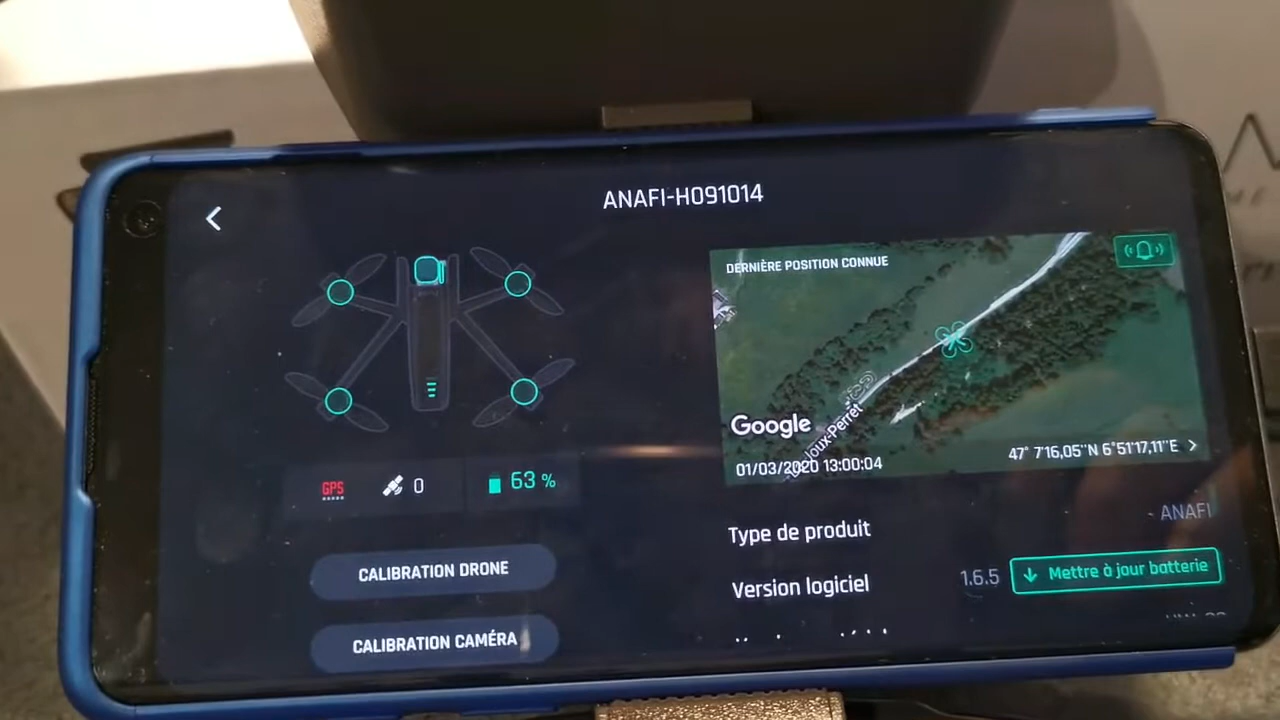 ANAFI-H091014
DERNIÈRE POSITION CONNUE
Google
Joux-Perret
01/03/2020 13:00:04
47° 7'16,05''N 6°51'17,11''E
GPS
0
63 %
CALIBRATION DRONE
CALIBRATION CAMÉRA
Type de produit
ANAFI
Version logiciel
1.6.5
Mettre à jour batterie